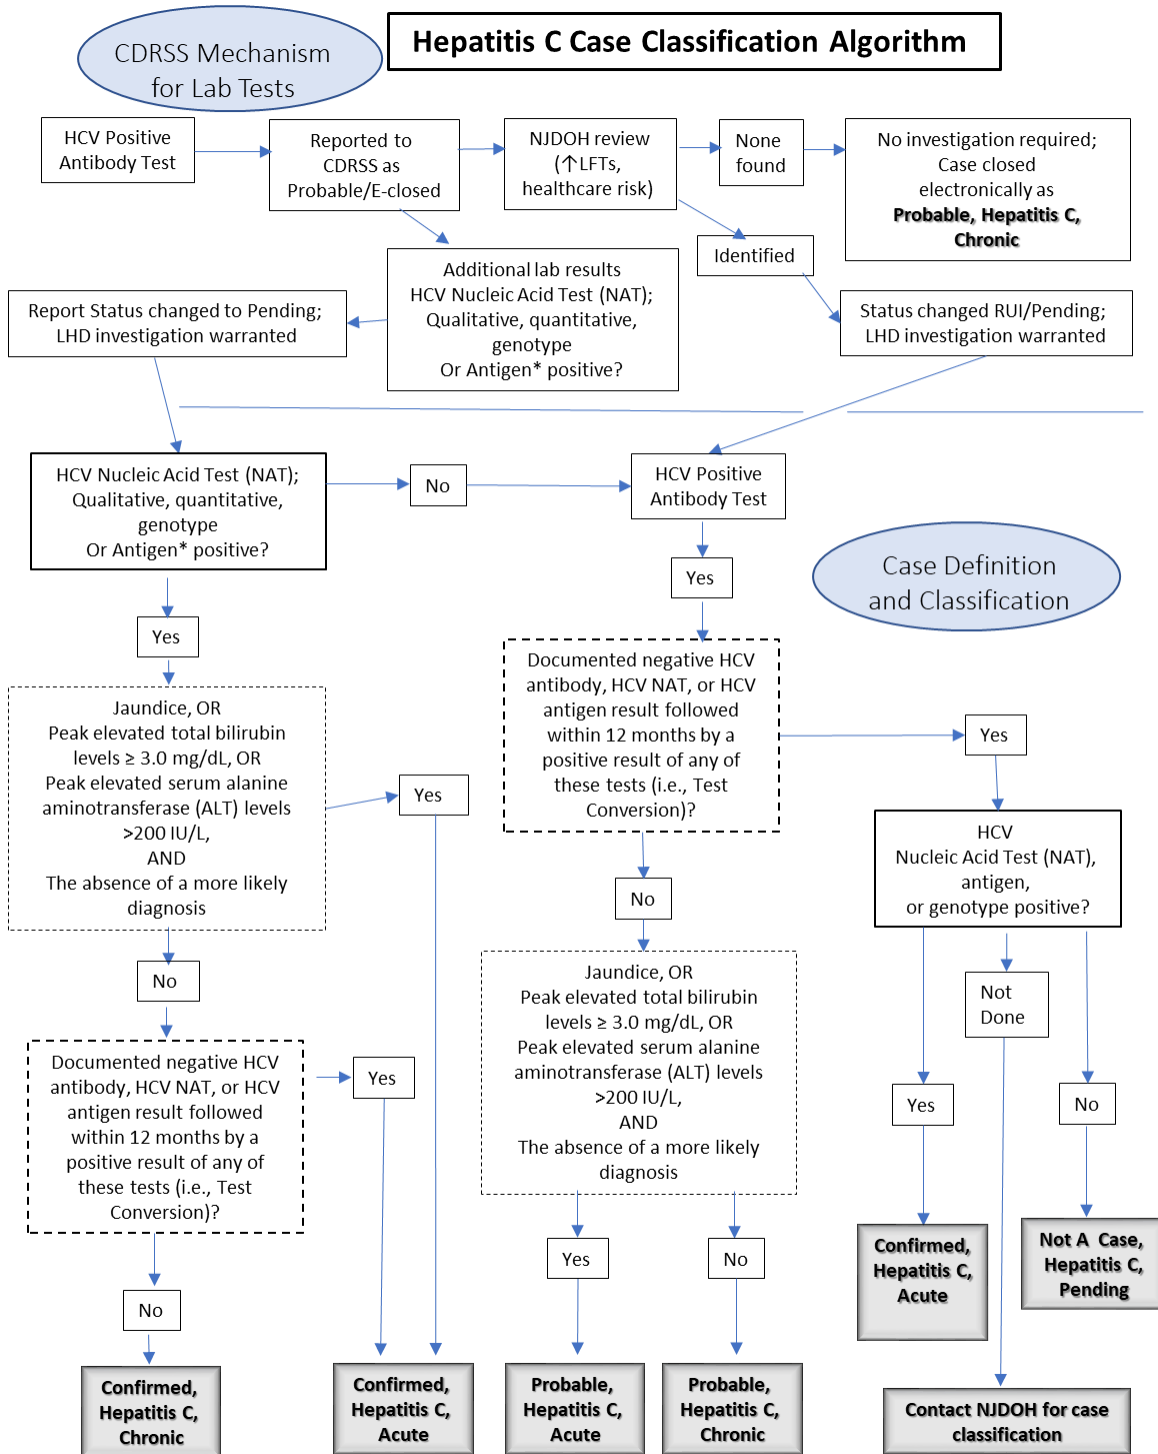 CDRSS Mechanism
for Lab Tests
Hepatitis C Case Classification Algorithm
HCV Positive
Antibody Test
Reported to
CDRSS as
Probable/E-closed
NJDOH review
(↑LFTs,
healthcare risk)
None
found
No investigation required;
Case closed
electronically as
Probable, Hepatitis C,
Chronic
Identified
Additional lab results
HCV Nucleic Acid Test (NAT);
Qualitative, quantitative,
genotype
Or Antigen* positive?
Report Status changed to Pending;
LHD investigation warranted
Status changed RUI/Pending;
LHD investigation warranted
HCV Nucleic Acid Test (NAT);
Qualitative, quantitative,
genotype
Or Antigen* positive?
No
HCV Positive
Antibody Test
Case Definition
and Classification
Yes
Yes
Jaundice, OR
Peak elevated total bilirubin
levels ≥ 3.0 mg/dL, OR
Peak elevated serum alanine
aminotransferase (ALT) levels
>200 IU/L,
AND
The absence of a more likely
diagnosis
Yes
Documented negative HCV
antibody, HCV NAT, or HCV
antigen result followed
within 12 months by a
positive result of any of
these tests (i.e., Test
Conversion)?
Yes
HCV
Nucleic Acid Test (NAT),
antigen,
or genotype positive?
No
No
Not
Done
Jaundice, OR
Peak elevated total bilirubin
levels ≥ 3.0 mg/dL, OR
Peak elevated serum alanine
aminotransferase (ALT) levels
>200 IU/L,
AND
The absence of a more likely
diagnosis
Documented negative HCV
antibody, HCV NAT, or HCV
antigen result followed
within 12 months by a
positive result of any of
these tests (i.e., Test
Conversion)?
Yes
Yes
No
Yes
No
No
Confirmed,
Hepatitis C,
Acute
Not A Case,
Hepatitis C,
Pending
Confirmed,
Hepatitis C,
Chronic
Confirmed,
Hepatitis C,
Acute
Probable,
Hepatitis C,
Acute
Probable,
Hepatitis C,
Chronic
Contact NJDOH for case
classification